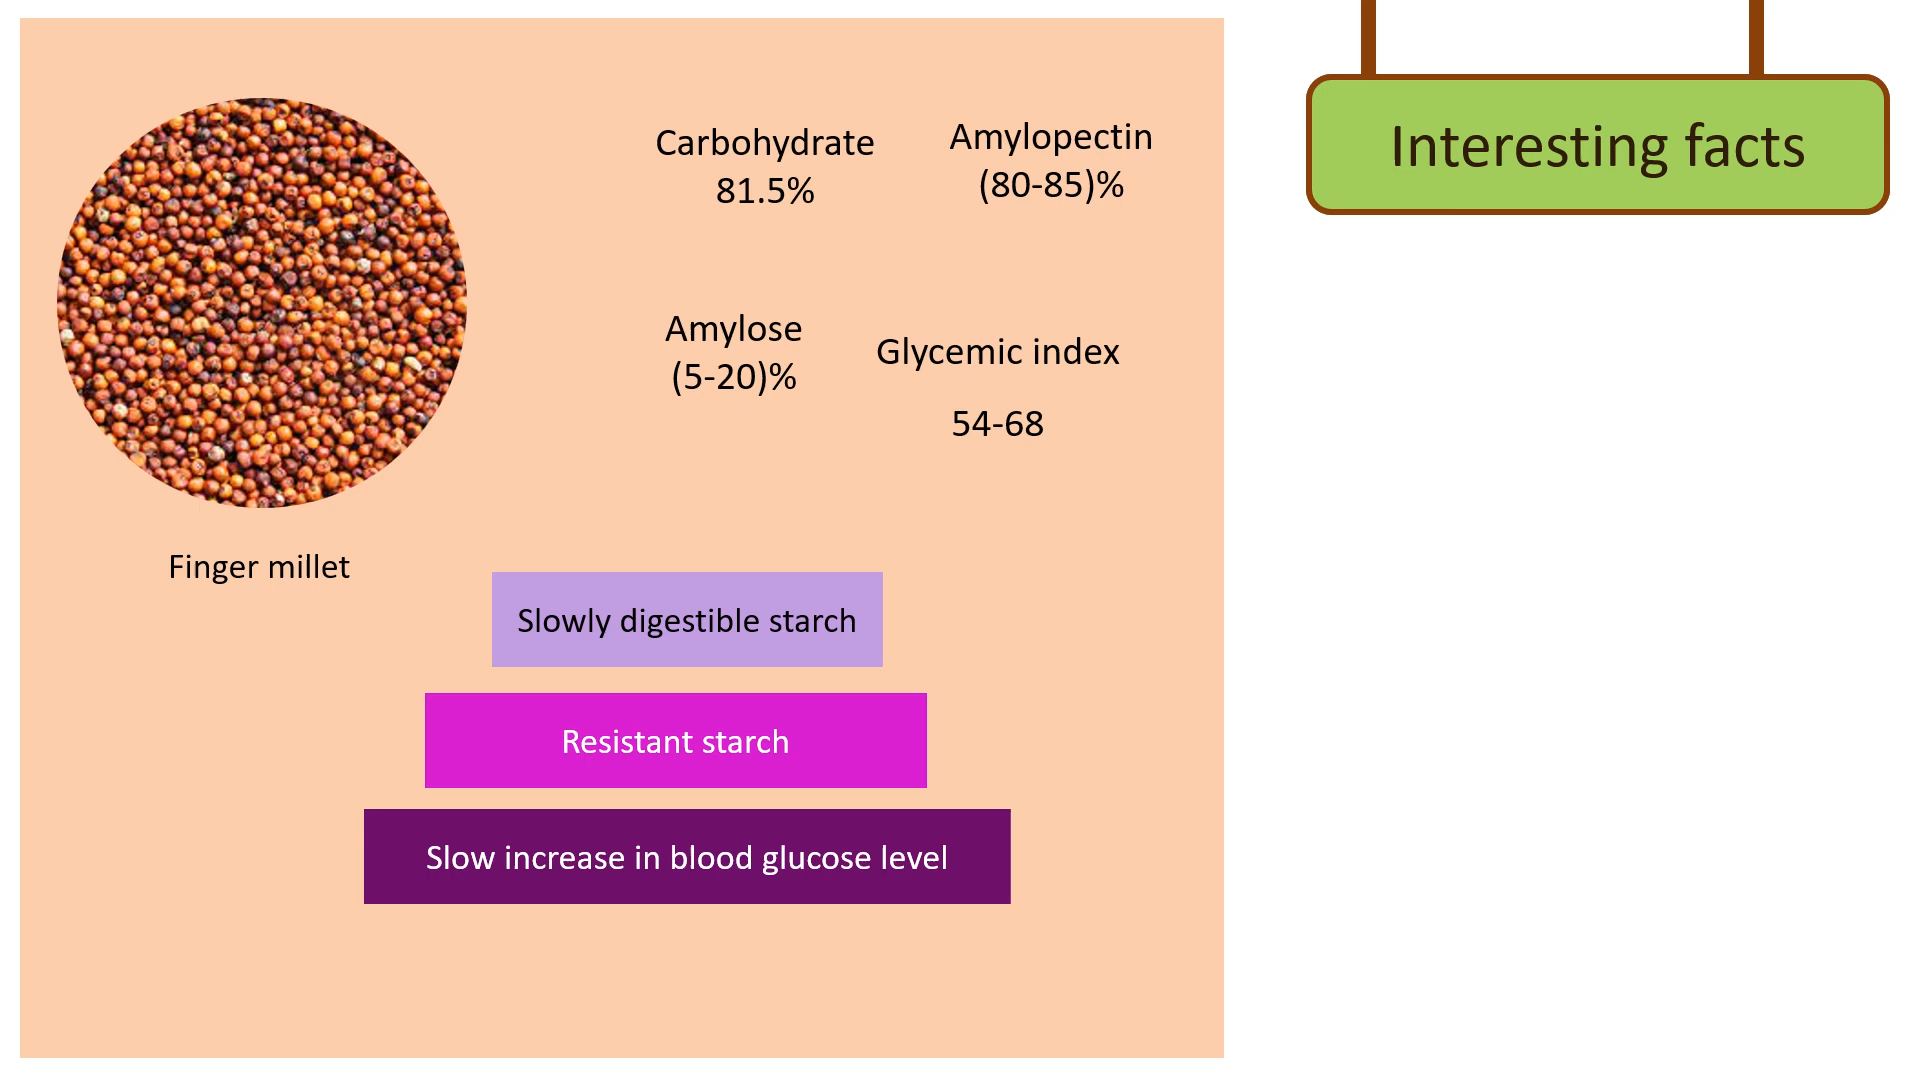 Interesting facts
Carbohydrate
81.5%
Amylopectin
(80-85)%
Amylose
(5-20)%
Glycemic index
54-68
Finger millet
Slowly digestible starch
Resistant starch
Slow increase in blood glucose level